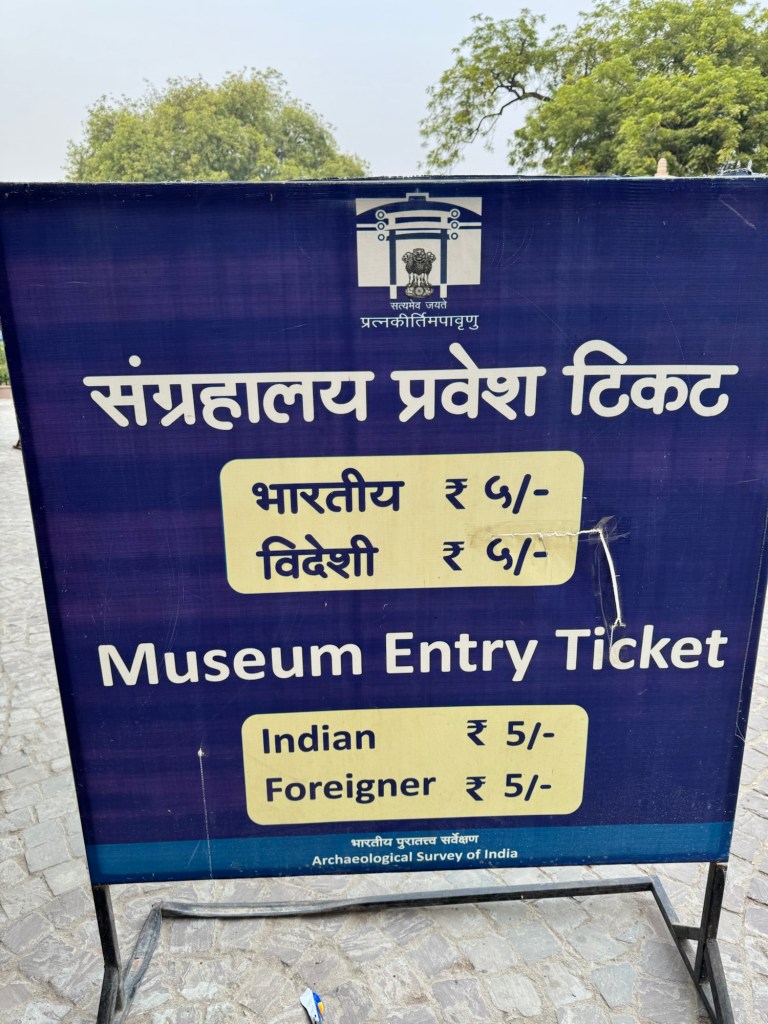 सत्यमेव जयते
प्रत्नकीर्तिमपावृणु
संग्रहालय प्रवेश टिकट
भारतीय ₹ ५/-
विदेशी ₹ ५/-
Museum Entry Ticket
Indian ₹ 5/-
Foreigner ₹ 5/-
भारतीय पुरातत्त्व सर्वेक्षण
Archaeological Survey of India